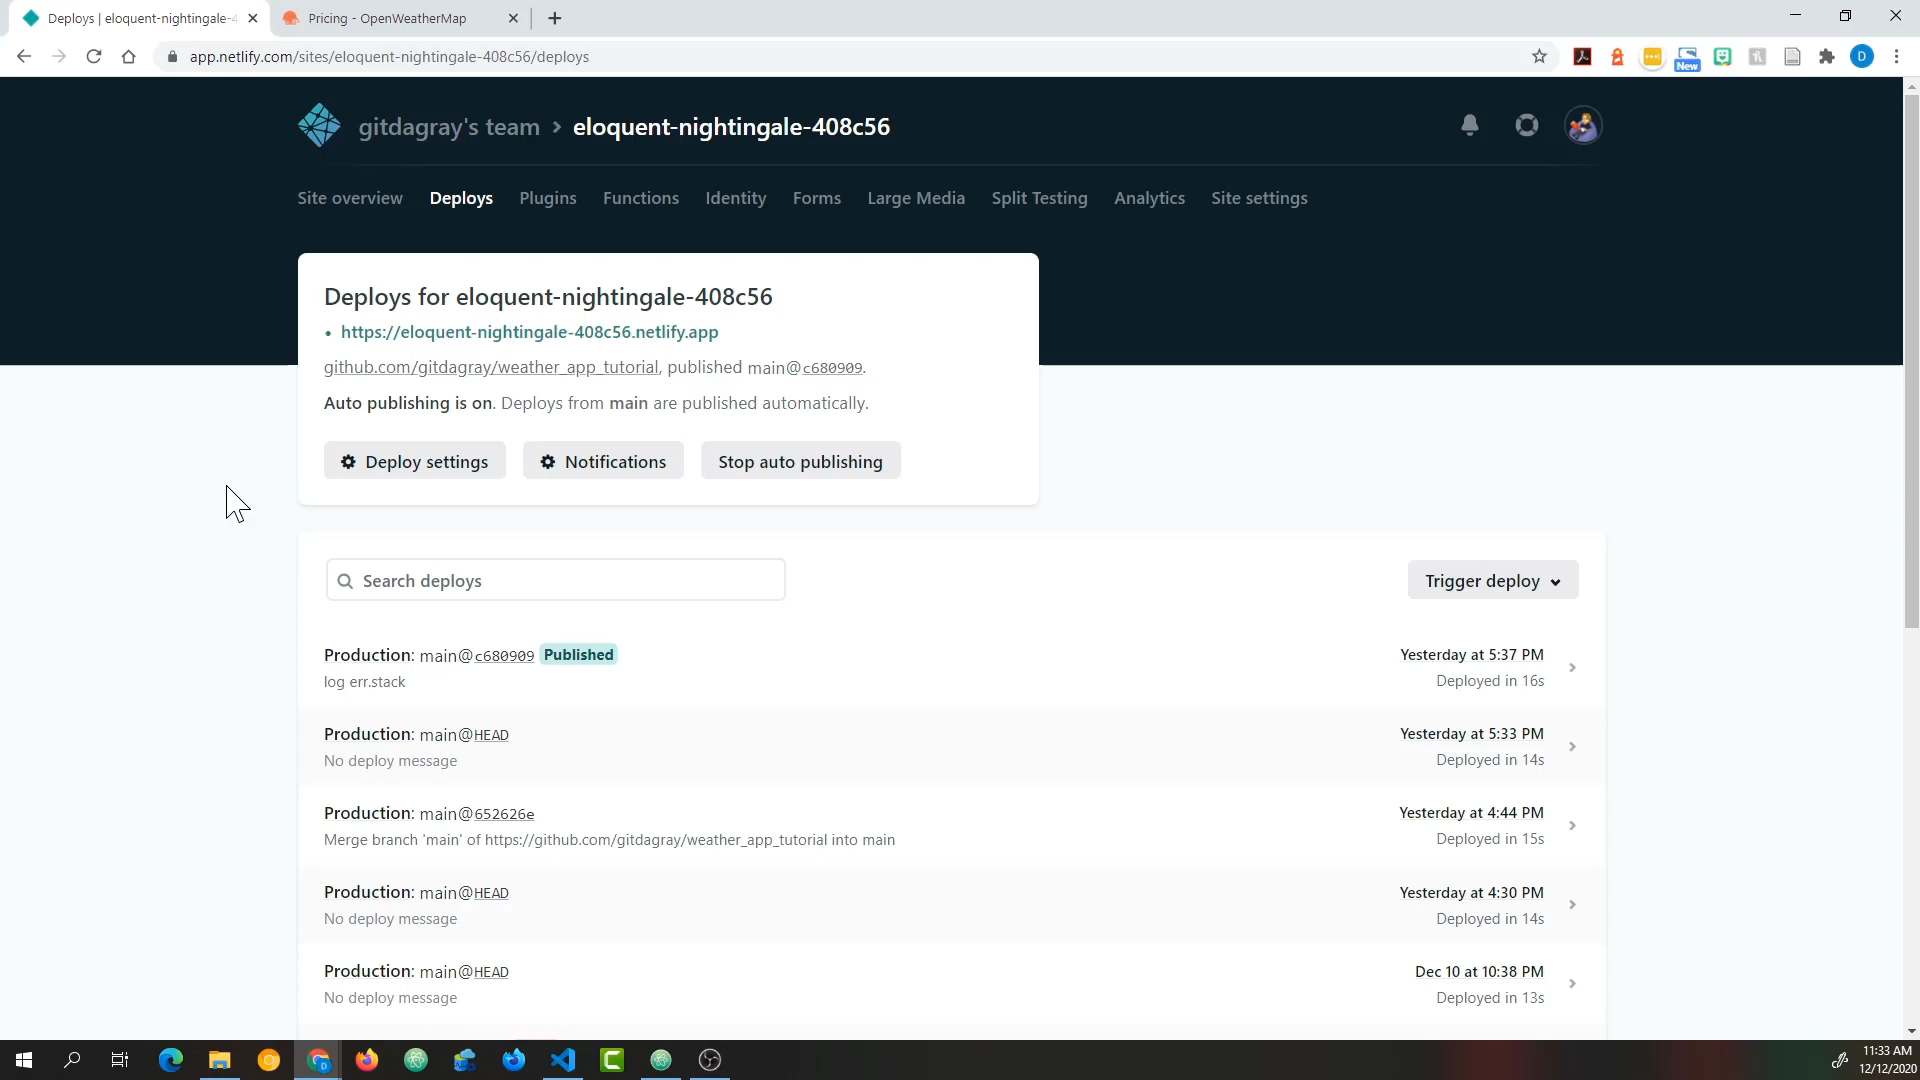 Deploys | eloquent-nightingale-4
Pricing - OpenWeatherMap
app.netlify.com/sites/eloquent-nightingale-408c56/deploys
New
D
gitdagray's team > eloquent-nightingale-408c56
Site overview Deploys Plugins Functions Identity Forms Large Media Split Testing Analytics Site settings
Deploys for eloquent-nightingale-408c56
• https://eloquent-nightingale-408c56.netlify.app
github.com/gitdagray/weather_app_tutorial, published main@c680909.
Auto publishing is on. Deploys from main are published automatically.
Deploy settings Notifications Stop auto publishing
Search deploys
Trigger deploy
Production: main@c680909 Published
Yesterday at 5:37 PM
log err.stack
Deployed in 16s
Production: main@HEAD
Yesterday at 5:33 PM
No deploy message
Deployed in 14s
Production: main@652626e
Yesterday at 4:44 PM
Merge branch 'main' of https://github.com/gitdagray/weather_app_tutorial into main
Deployed in 15s
Production: main@HEAD
Yesterday at 4:30 PM
No deploy message
Deployed in 14s
Production: main@HEAD
Dec 10 at 10:38 PM
No deploy message
Deployed in 13s
11:33 AM
12/12/2020